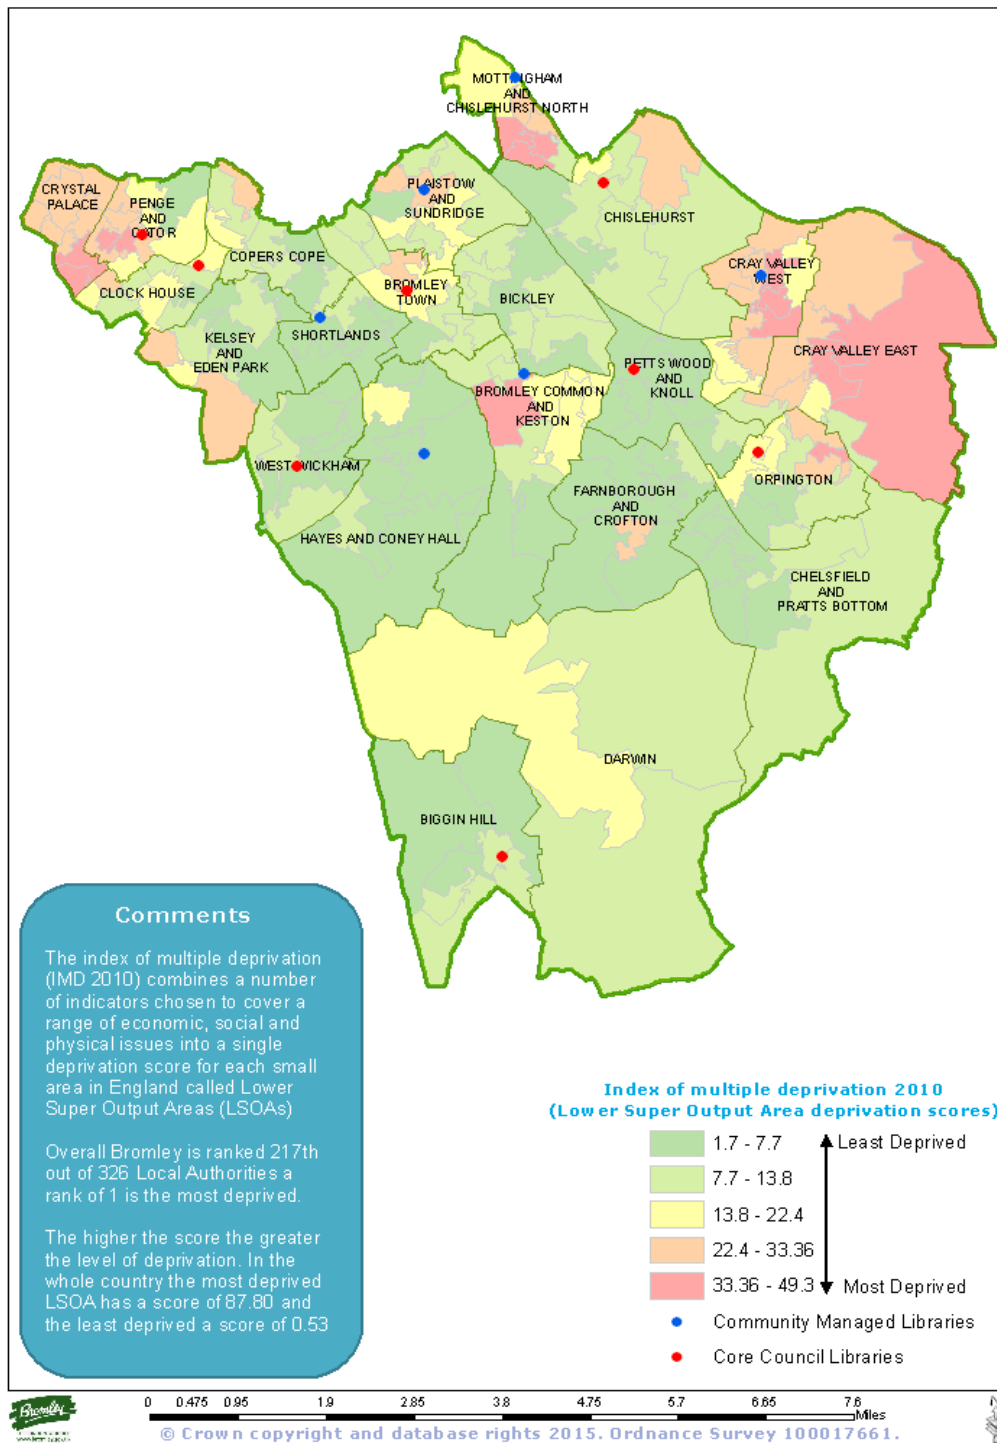 MOTTINGHAM
AND
CHISLEHURST NORTH
CRYSTAL
PALACE
PENGE
AND
CATOR
PLAISTOW
AND
SUNDRIDGE
CHISLEHURST
COPERS COPE
CRAY VALLEY
WEST
CLOCK HOUSE
BROMLEY
TOWN
BICKLEY
KELSEY
AND
EDEN PARK
SHORTLANDS
CRAY VALLEY EAST
PETTS WOOD
AND
KNOLL
BROMLEY COMMON
AND
KESTON
WEST WICKHAM
ORPINGTON
FARNBOROUGH
AND
CROFTON
HAYES AND CONEY HALL
CHELSFIELD
AND
PRATTS BOTTOM
DARWIN
BIGGIN HILL
Comments
The index of multiple deprivation
(IMD 2010) combines a number
of indicators chosen to cover a
range of economic, social and
physical issues into a single
deprivation score for each small
area in England called Lower
Super Output Areas (LSOAs)
Overall Bromley is ranked 217th
out of 326 Local Authorities a
rank of 1 is the most deprived.
The higher the score the greater
the level of deprivation. In the
whole country the most deprived
LSOA has a score of 87.80 and
the least deprived a score of 0.53
Index of multiple deprivation 2010
(Lower Super Output Area deprivation scores)
1.7 - 7.7 Least Deprived
7.7 - 13.8
13.8 - 22.4
22.4 - 33.36
33.36 - 49.3 Most Deprived
Community Managed Libraries
Core Council Libraries
Bromley
0 0.475 0.95 1.9 2.85 3.8 4.75 5.7 6.65 7.6
Miles
© Crown copyright and database rights 2015. Ordnance Survey 100017661.